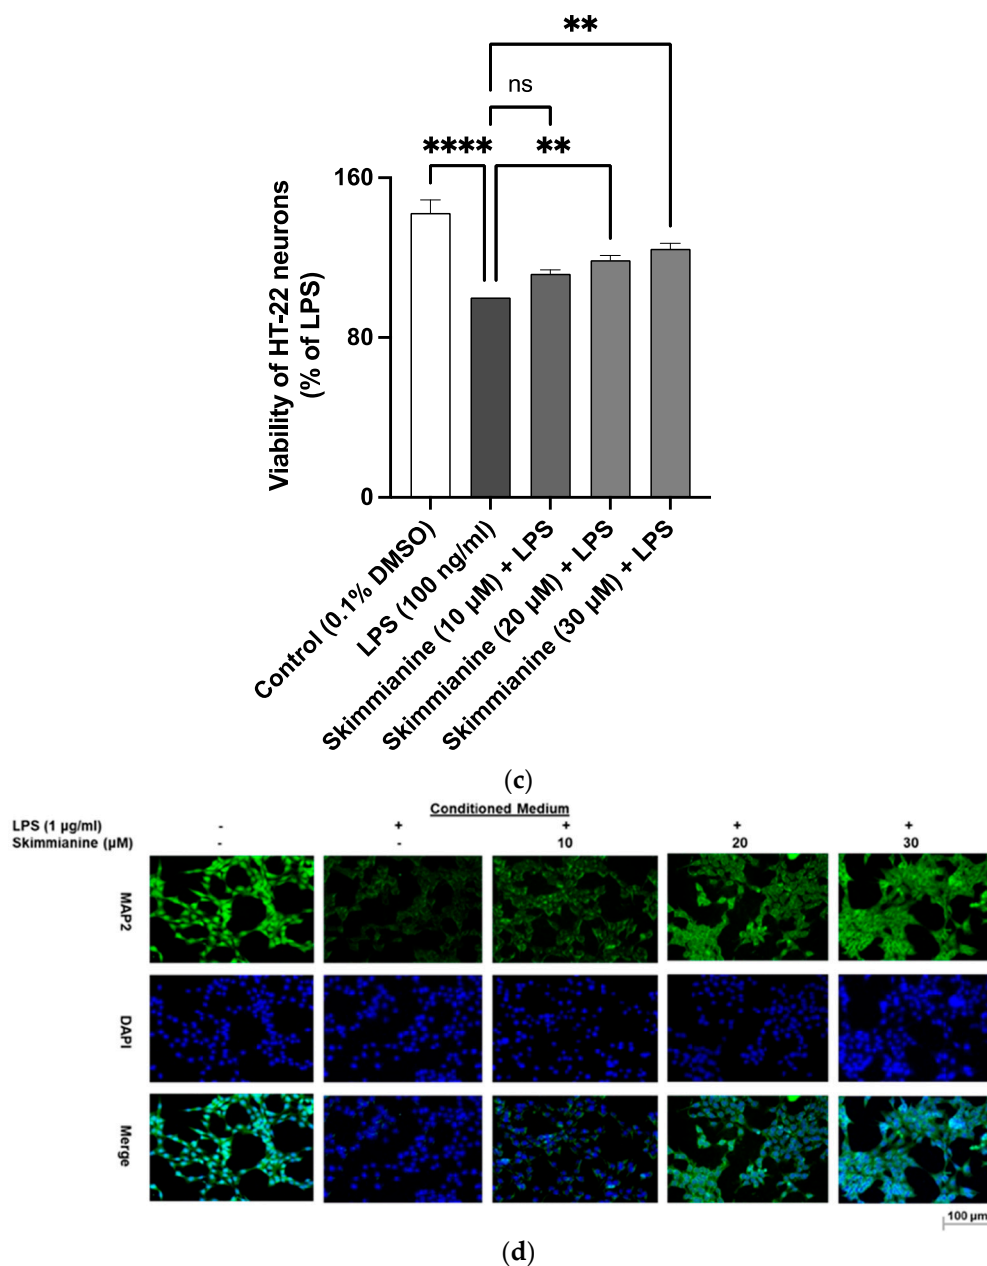 **
ns
**** **
160
80
0
Viability of HT-22 neurons
(% of LPS)
Control (0.1% DMSO)
LPS (100 ng/ml)
Skimmianine (10 µM) + LPS
Skimmianine (20 µM) + LPS
Skimmianine (30 µM) + LPS
(c)
Conditioned Medium
LPS (1 µg/ml) - + + + +
Skimmianine (µM) - - 10 20 30
MAP2
DAPI
Merge
100 µm
(d)